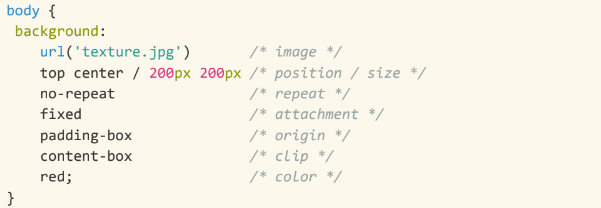 body {
 background:
    url('texture.jpg')       /* image */
    top center / 200px 200px /* position / size */
    no-repeat                /* repeat */
    fixed                    /* attachment */
    padding-box              /* origin */
    content-box              /* clip */
    red;                     /* color */
}